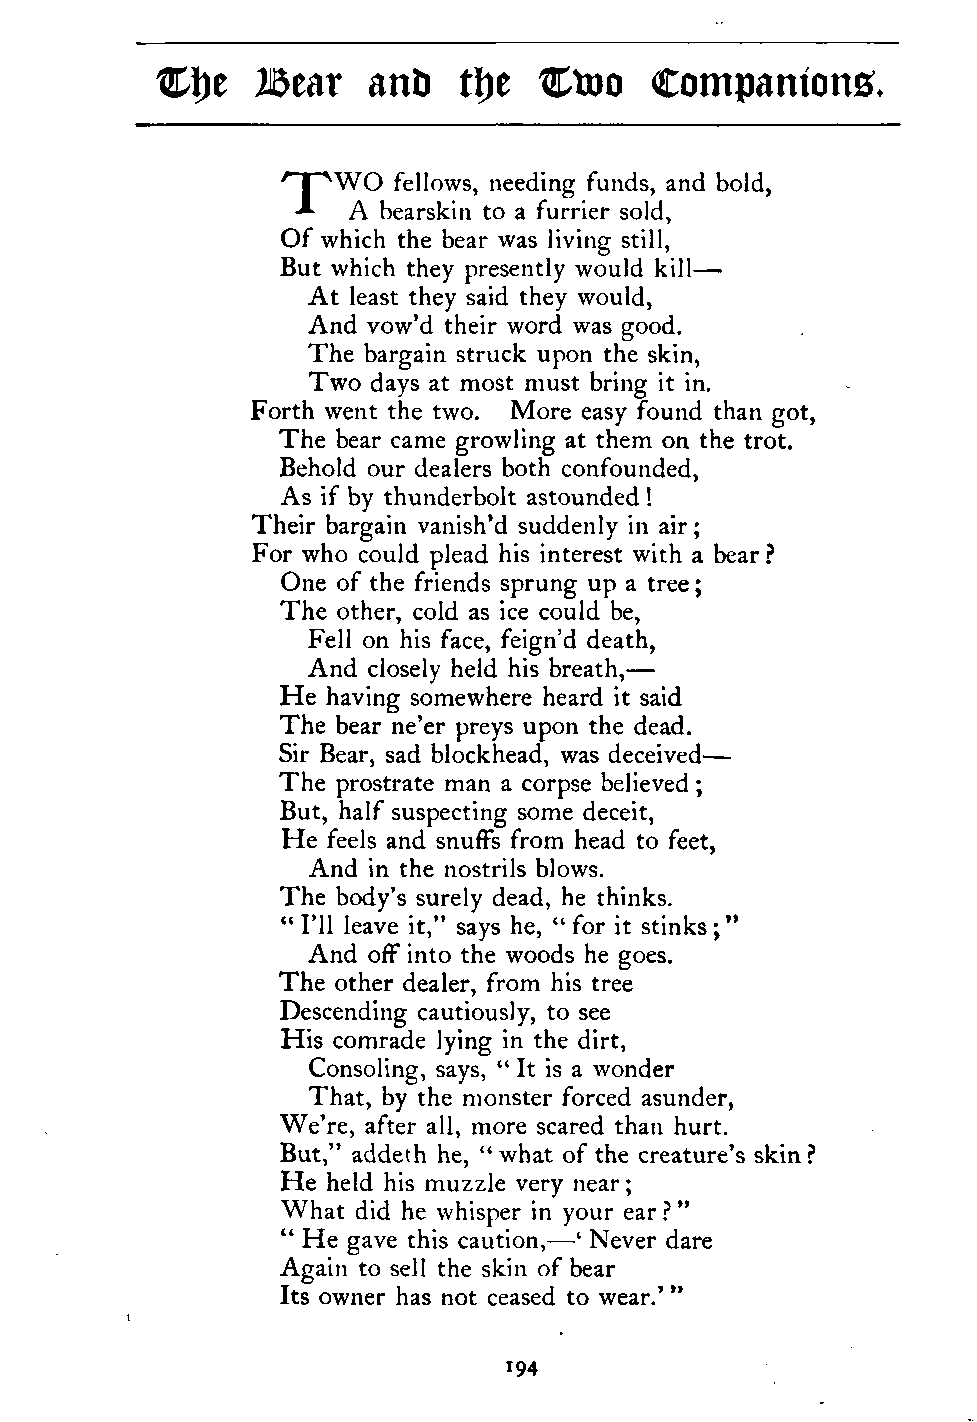 The Bear and the Two Companions.
TWO fellows, needing funds, and bold,
A bearskin to a furrier sold,
Of which the bear was living still,
But which they presently would kill—
At least they said they would,
And vow'd their word was good.
The bargain struck upon the skin,
Two days at most must bring it in.
Forth went the two. More easy found than got,
The bear came growling at them on the trot.
Behold our dealers both confounded,
As if by thunderbolt astounded!
Their bargain vanish'd suddenly in air;
For who could plead his interest with a bear?
One of the friends sprung up a tree;
The other, cold as ice could be,
Fell on his face, feign'd death,
And closely held his breath,—
He having somewhere heard it said
The bear ne'er preys upon the dead.
Sir Bear, sad blockhead, was deceived—
The prostrate man a corpse believed;
But, half suspecting some deceit,
He feels and snuffs from head to feet,
And in the nostrils blows.
The body's surely dead, he thinks.
"I'll leave it," says he, "for it stinks;"
And off into the woods he goes.
The other dealer, from his tree
Descending cautiously, to see
His comrade lying in the dirt,
Consoling, says, "It is a wonder
That, by the monster forced asunder,
We're, after all, more scared than hurt.
But," addeth he, "what of the creature's skin?
He held his muzzle very near;
What did he whisper in your ear?"
"He gave this caution,—'Never dare
Again to sell the skin of bear
Its owner has not ceased to wear.'"
194